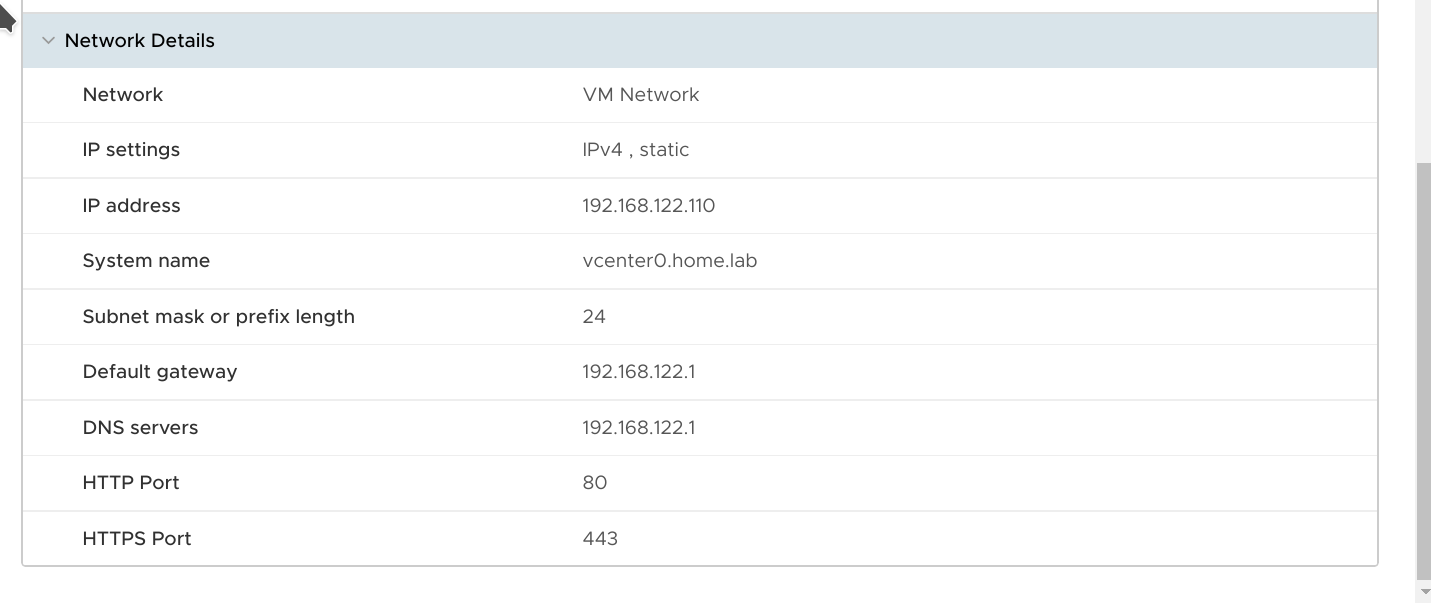 Network Details
Network VM Network
IP settings IPv4 , static
IP address 192.168.122.110
System name vcenter0.home.lab
Subnet mask or prefix length 24
Default gateway 192.168.122.1
DNS servers 192.168.122.1
HTTP Port 80
HTTPS Port 443